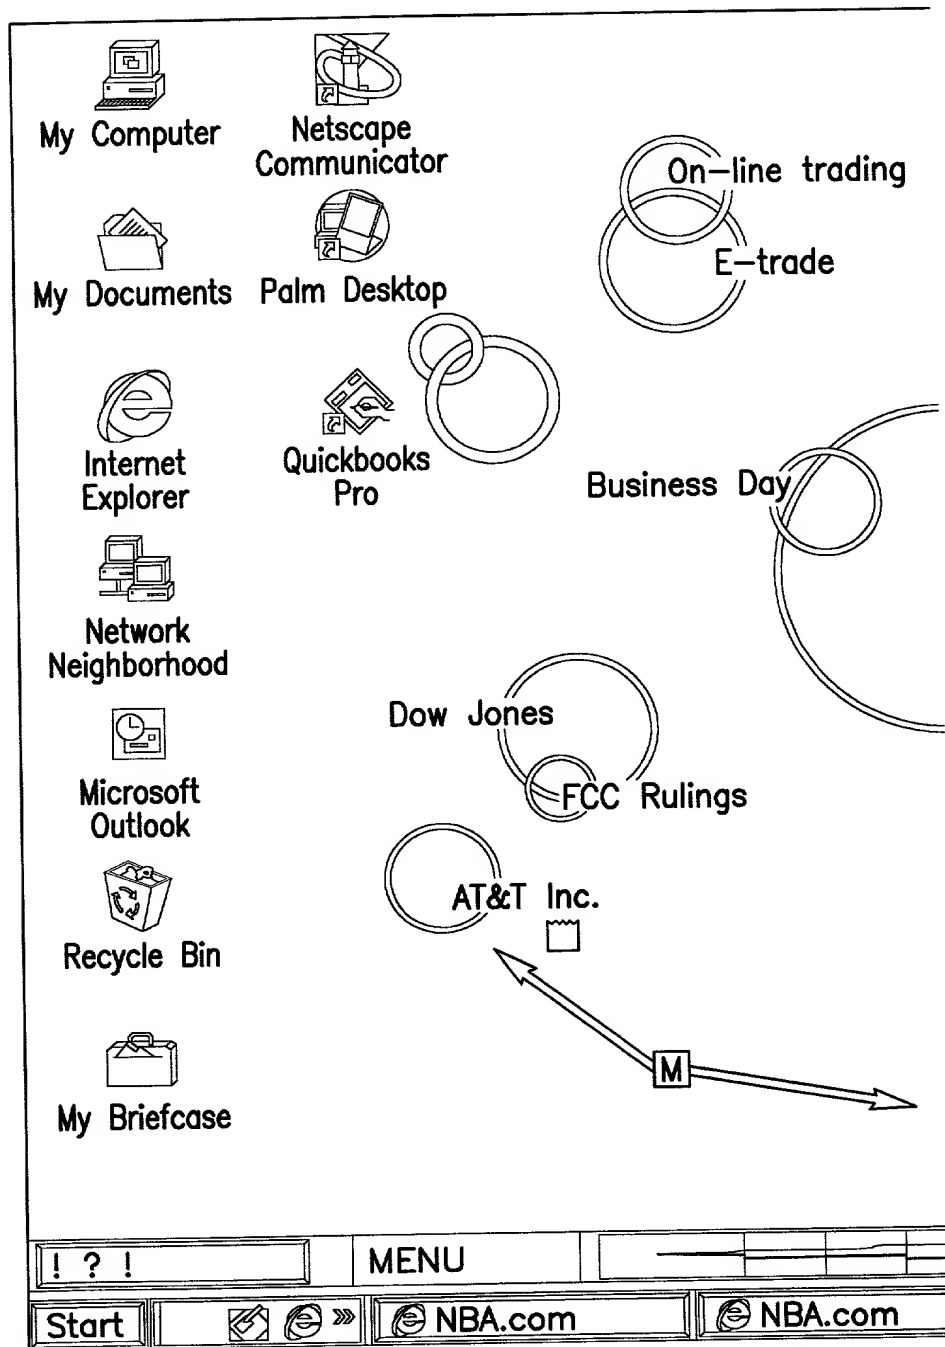 My Computer
Netscape
Communicator
On-line trading
My Documents
Palm Desktop
E-trade
Internet
Explorer
Quickbooks
Pro
Business Day
Network
Neighborhood
Dow Jones
Microsoft
Outlook
FCC Rulings
AT&T Inc.
Recycle Bin
M
My Briefcase
! ? !
MENU
Start
NBA.com
NBA.com